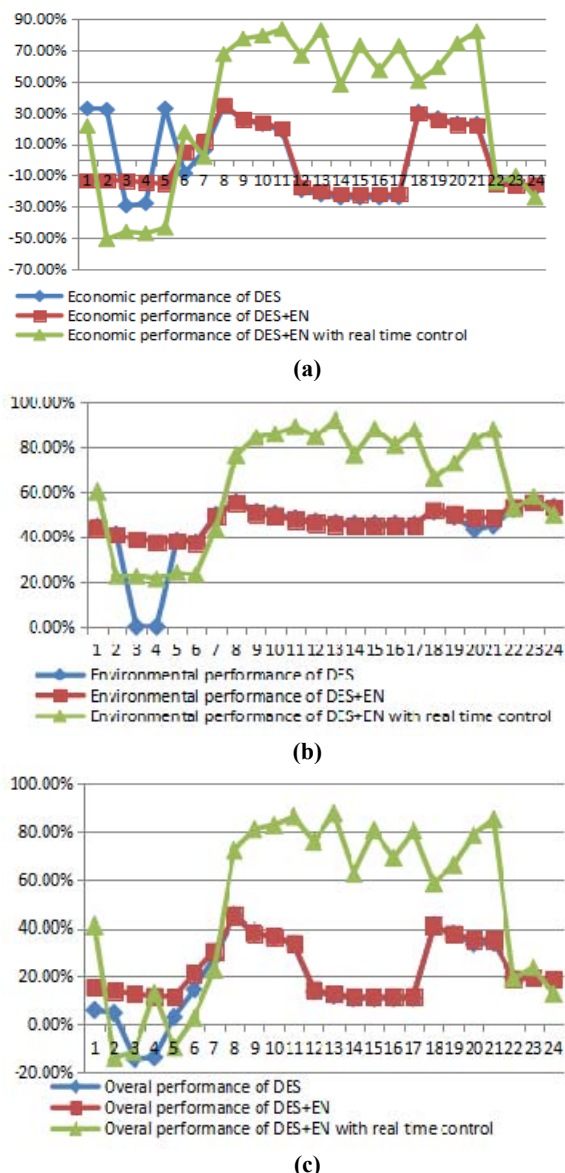 90.00%
70.00%
50.00%
30.00%
10.00%
-10.00%
1 2 3 4 5 6 7 8 9 10 11 12 13 14 15 16 17 18 19 20 21 22 23 24
-30.00%
-50.00%
-70.00%
Economic performance of DES
Economic performance of DES+EN
Economic performance of DES+EN with real time control
(a)
100.00%
80.00%
60.00%
40.00%
20.00%
0.00%
1 2 3 4 5 6 7 8 9 10 11 12 13 14 15 16 17 18 19 20 21 22 23 24
Environmental performance of DES
Environmental performance of DES+EN
Environmental performance of DES+EN with real time control
(b)
100.00%
80.00%
60.00%
40.00%
20.00%
0.00%
1 2 3 4 5 6 7 8 9 10 11 12 13 14 15 16 17 18 19 20 21 22 23 24
-20.00%
Overal performance of DES
Overal performance of DES+EN
Overal performance of DES+EN with real time control
(c)